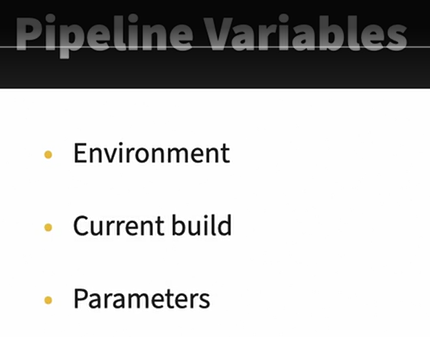 Pipeline Variables
• Environment
• Current build
• Parameters